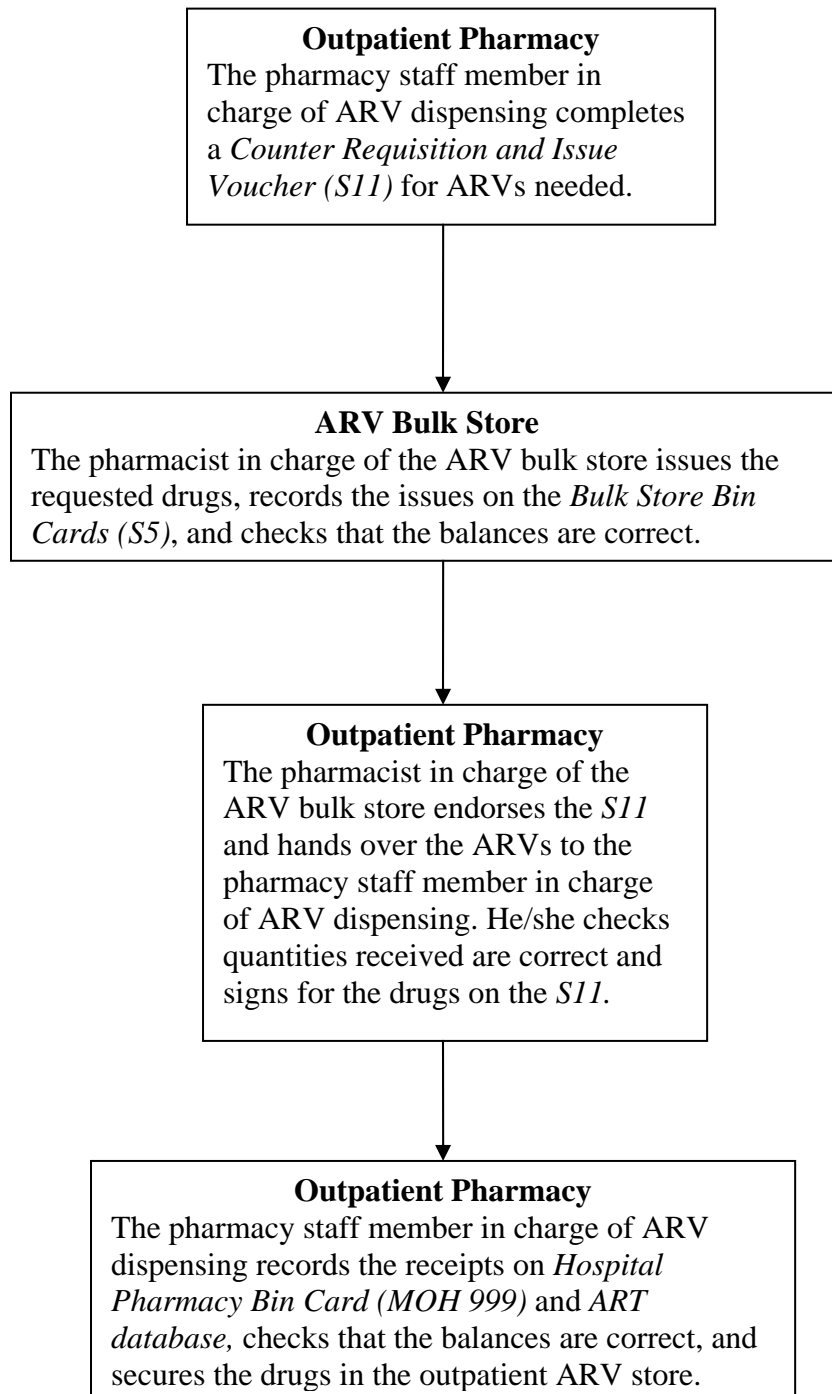 Outpatient Pharmacy
The pharmacy staff member in
charge of ARV dispensing completes
a Counter Requisition and Issue
Voucher (S11) for ARVs needed.
ARV Bulk Store
The pharmacist in charge of the ARV bulk store issues the
requested drugs, records the issues on the Bulk Store Bin
Cards (S5), and checks that the balances are correct.
Outpatient Pharmacy
The pharmacist in charge of the
ARV bulk store endorses the S11
and hands over the ARVs to the
pharmacy staff member in charge
of ARV dispensing. He/she checks
quantities received are correct and
signs for the drugs on the S11.
Outpatient Pharmacy
The pharmacy staff member in charge of ARV
dispensing records the receipts on Hospital
Pharmacy Bin Card (MOH 999) and ART
database, checks that the balances are correct, and
secures the drugs in the outpatient ARV store.